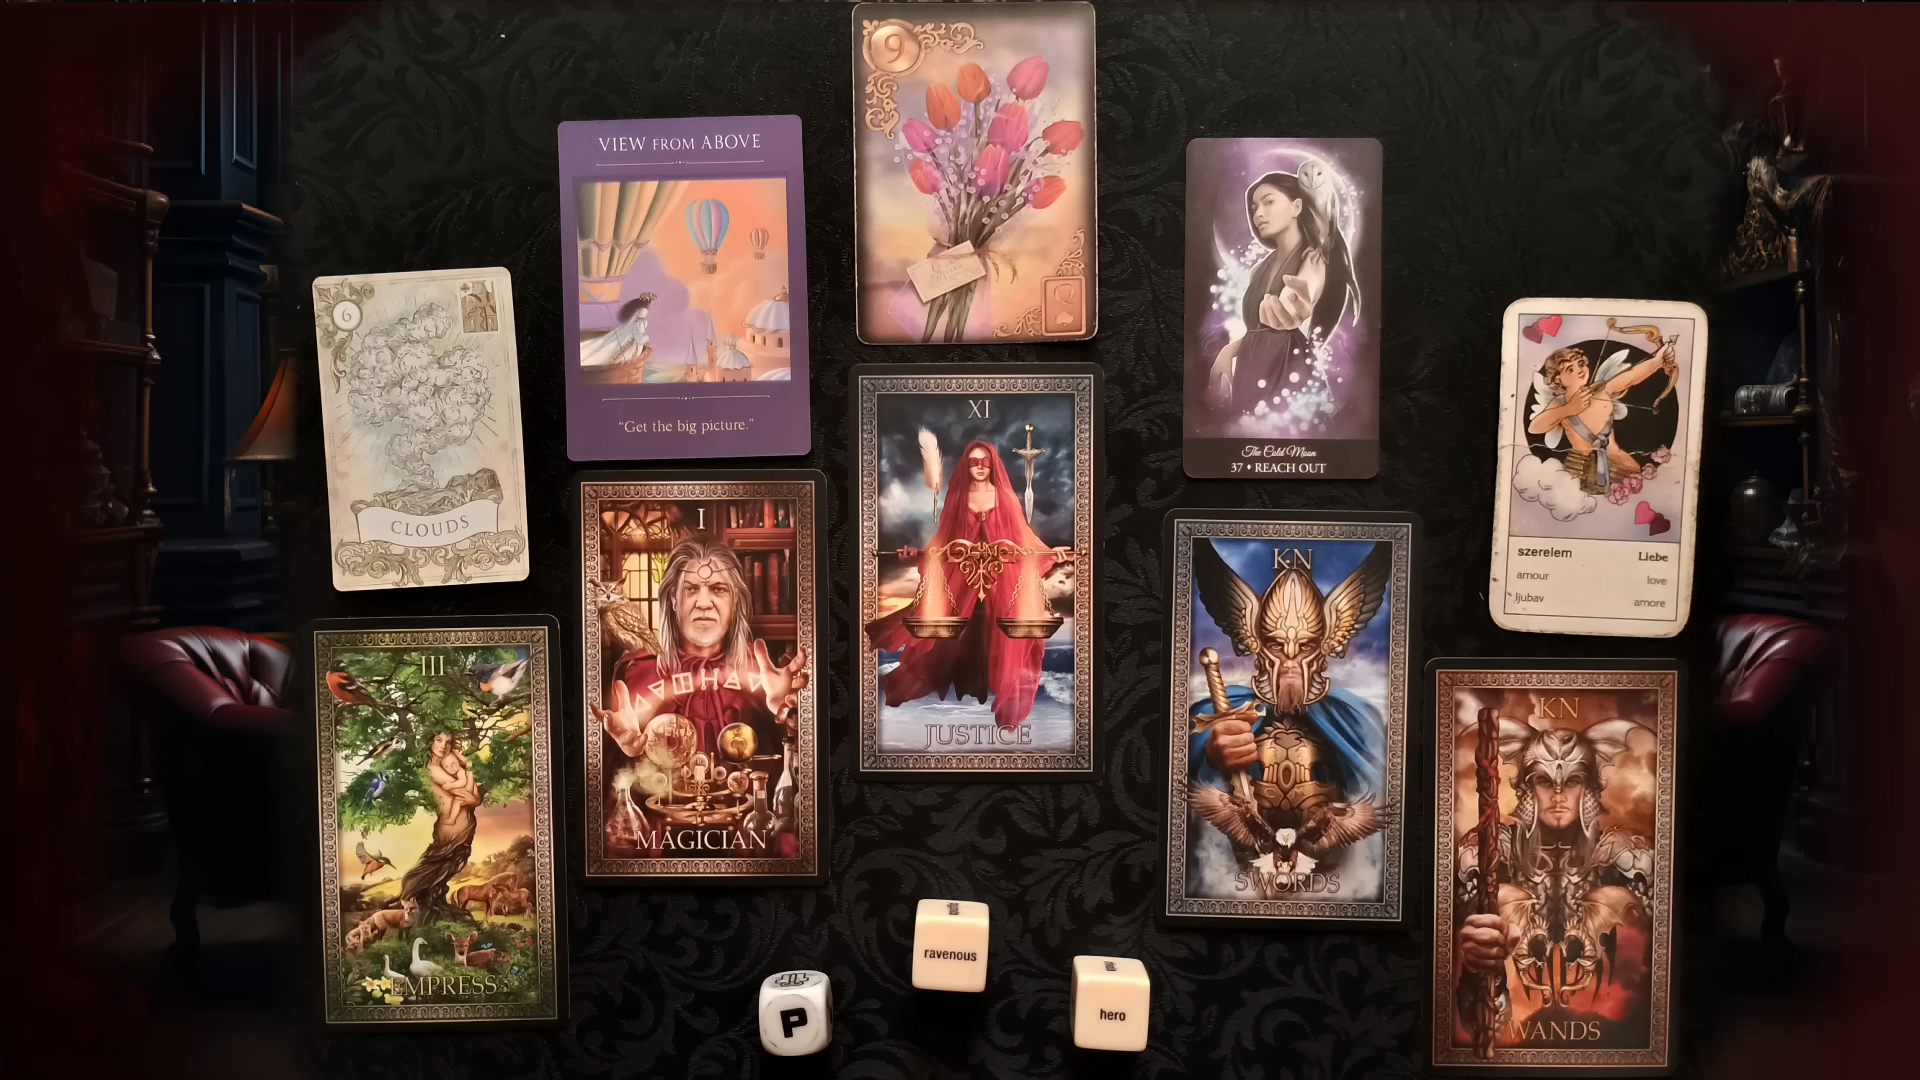 6
CLOUDS
VIEW FROM ABOVE
"Get the big picture."
9
Q
The Cold Moon
37 • REACH OUT
szerelem Liebe
amour love
ljubav amore
III
EMPRESS
I
MAGICIAN
XI
JUSTICE
KN
SWORDS
KN
WANDS
P
ravenous
hero